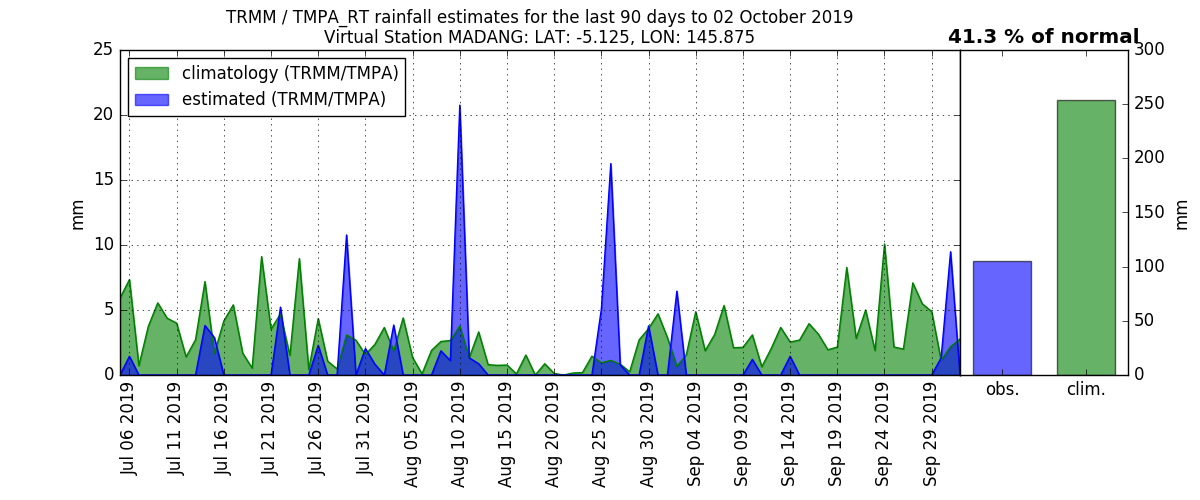 TRMM / TMPA_RT rainfall estimates for the last 90 days to 02 October 2019
Virtual Station MADANG: LAT: -5.125, LON: 145.875
41.3 % of normal
climatology (TRMM/TMPA)
estimated (TRMM/TMPA)
25
20
15
10
5
0
mm
Jul 06 2019
Jul 11 2019
Jul 16 2019
Jul 21 2019
Jul 26 2019
Jul 31 2019
Aug 05 2019
Aug 10 2019
Aug 15 2019
Aug 20 2019
Aug 25 2019
Aug 30 2019
Sep 04 2019
Sep 09 2019
Sep 14 2019
Sep 19 2019
Sep 24 2019
Sep 29 2019
obs.
clim.
300
250
200
150
100
50
0
mm